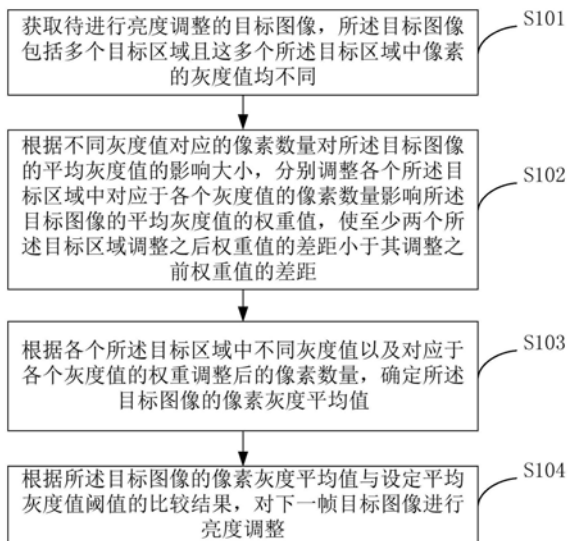 获取待进行亮度调整的目标图像，所述目标图像
包括多个目标区域且这多个所述目标区域中像素
的灰度值均不同
S101
根据不同灰度值对应的像素数量对所述目标图像
的平均灰度值的影响大小，分别调整各个所述目
标区域中对应于各个灰度值的像素数量影响所述
目标图像的平均灰度值的权重值，使至少两个所
述目标区域调整之后权重值的差距小于其调整之
前权重值的差距
S102
根据各个所述目标区域中不同灰度值以及对应于
各个灰度值的权重调整后的像素数量，确定所述
目标图像的像素灰度平均值
S103
根据所述目标图像的像素灰度平均值与设定平均
灰度值阈值的比较结果，对下一帧目标图像进行
亮度调整
S104